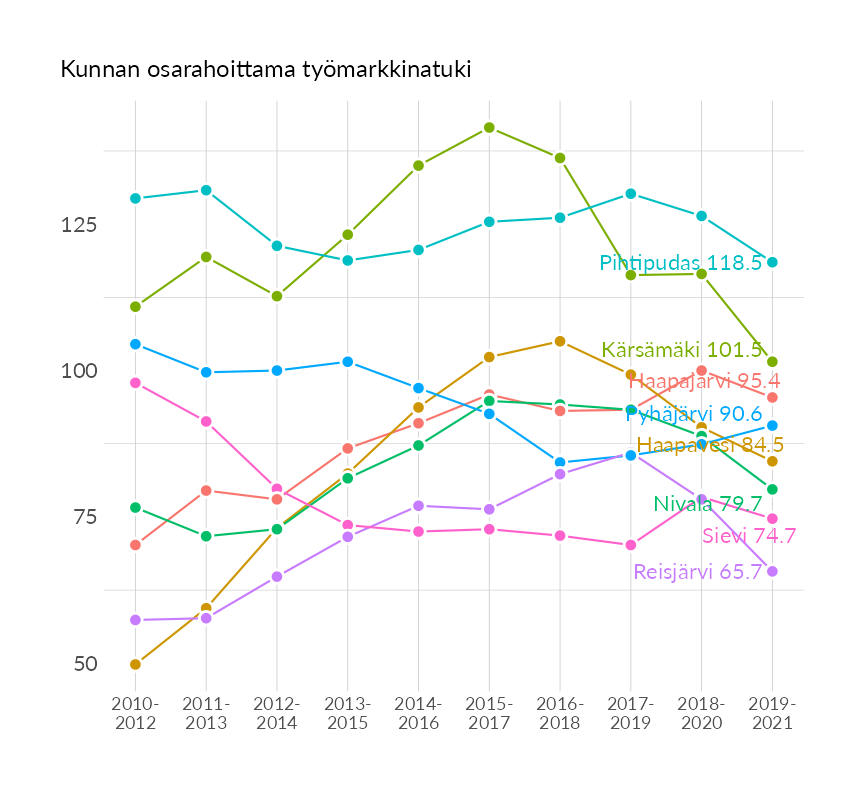 Kunnan osarahoittama työmarkkinatuki
125
100
75
50
Pihtipudas 118.5
Kärsämäki 101.5
Haapajärvi 95.4
Pyhäjärvi 90.6
Haapavesi 84.5
Nivala 79.7
Sievi 74.7
Reisjärvi 65.7
2010-
2012
2011-
2013
2012-
2014
2013-
2015
2014-
2016
2015-
2017
2016-
2018
2017-
2019
2018-
2020
2019-
2021